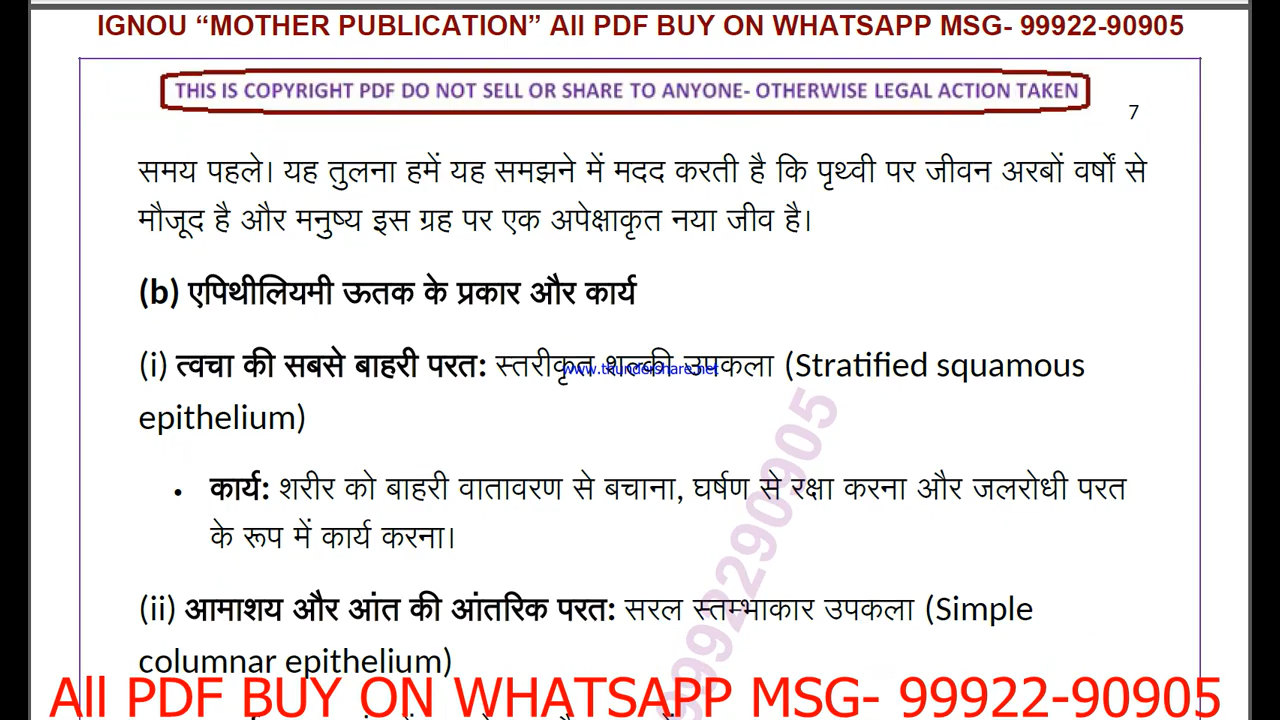 IGNOU “MOTHER PUBLICATION” All PDF BUY ON WHATSAPP MSG- 99922-90905
THIS IS COPYRIGHT PDF DO NOT SELL OR SHARE TO ANYONE- OTHERWISE LEGAL ACTION TAKEN
7
समय पहले। यह तुलना हमें यह समझने में मदद करती है कि पृथ्वी पर जीवन अरबों वर्षों से
मौजूद है और मनुष्य इस ग्रह पर एक अपेक्षाकृत नया जीव है।
(b) एपिथीलियमी ऊतक के प्रकार और कार्य
(i) त्वचा की सबसे बाहरी परत: स्तरीकृत शल्की उपकला (Stratified squamous
www.thundershare.net
epithelium)
• कार्य: शरीर को बाहरी वातावरण से बचाना, घर्षण से रक्षा करना और जलरोधी परत
के रूप में कार्य करना।
(ii) आमाशय और आंत की आंतरिक परत: सरल स्तम्भाकार उपकला (Simple
columnar epithelium)
9992290905
All PDF BUY ON WHATSAPP MSG- 99922-90905